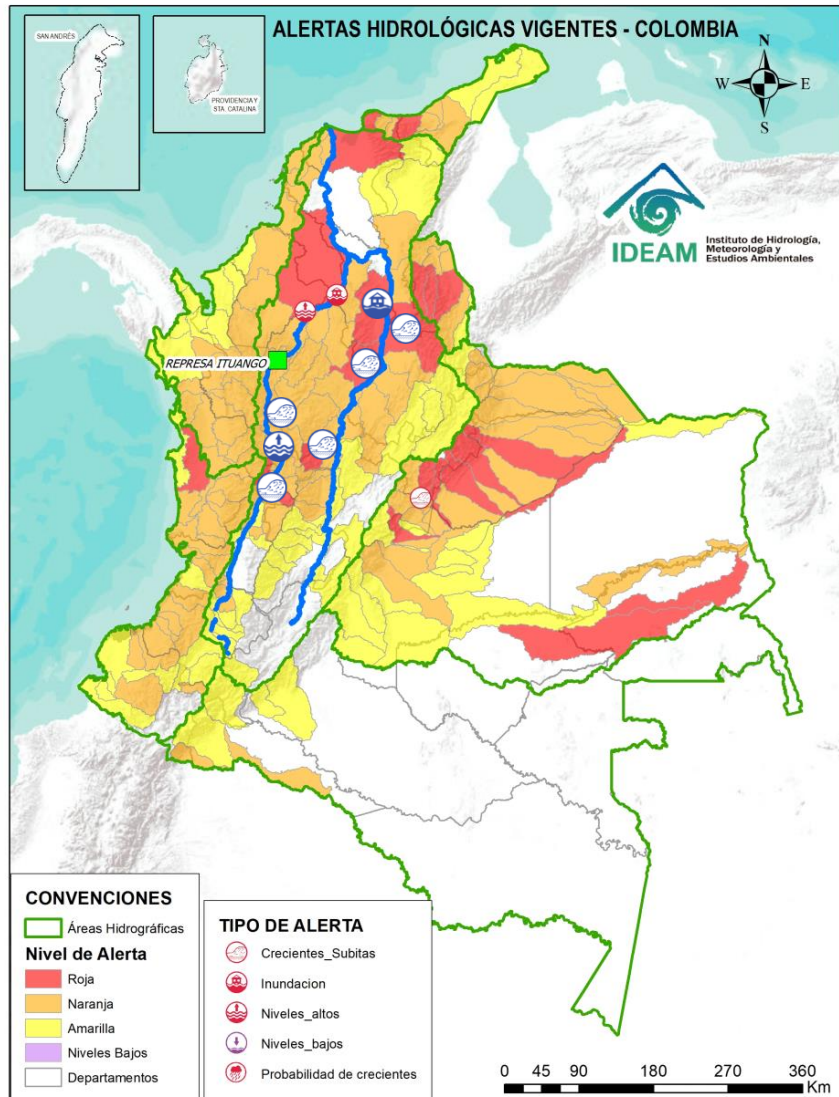 ALERTAS HIDROLÓGICAS VIGENTES - COLOMBIA
SAN ANDRÉS
PROVIDENCIA Y
STA. CATALINA
N
W
E
S
IDEAM
Instituto de Hidrología,
Meteorología y
Estudios Ambientales
REPRESA ITUANGO
CONVENCIONES
Áreas Hidrográficas
Nivel de Alerta
Roja
Naranja
Amarilla
Niveles Bajos
Departamentos
TIPO DE ALERTA
Crecientes_Subitas
Inundacion
Niveles_altos
Niveles_bajos
Probabilidad de crecientes
0 45 90 180 270 360
Km